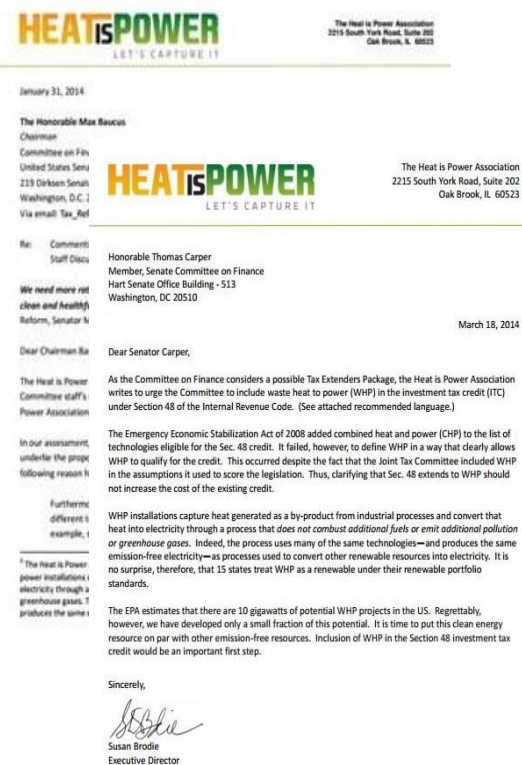 HEAT IS POWER
LET'S CAPTURE IT
The Heat is Power Association
2215 South York Road, Suite 202
Oak Brook, IL 60523
January 31, 2014
The Honorable Max Baucus
Chairman
Committee on Fin
United States Sena
219 Dirksen Senat
Washington, D.C. 2
Via email: Tax_Ref
Re: Comment
Staff Discu
We need more
clean and healthf
Reform, Senator
Dear Chairman Ba
The Heat is Power
Committee staff's
Power Association
In our assessment,
underlie the prop
following reason
Furthermo
different
example,
The Heat is Power
power installations
electricity through a
greenhouse gases. T
produces the same
HEAT IS POWER
LET'S CAPTURE IT
The Heat is Power Association
2215 South York Road, Suite 202
Oak Brook, IL 60523
Honorable Thomas Carper
Member, Senate Committee on Finance
Hart Senate Office Building - 513
Washington, DC 20510
March 18, 2014
Dear Senator Carper,
As the Committee on Finance considers a possible Tax Extenders Package, the Heat is Power Association
writes to urge the Committee to include waste heat to power (WHP) in the investment tax credit (ITC)
under Section 48 of the Internal Revenue Code. (See attached recommended language.)
The Emergency Economic Stabilization Act of 2008 added combined heat and power (CHP) to the list of
technologies eligible for the Sec. 48 credit. It failed, however, to define WHP in a way that clearly allows
WHP to qualify for the credit. This occurred despite the fact that the Joint Tax Committee included WHP
in the assumptions it used to score the legislation. Thus, clarifying that Sec. 48 extends to WHP should
not increase the cost of the existing credit.
WHP installations capture heat generated as a by-product from industrial processes and convert that
heat into electricity through a process that does not combust additional fuels or emit additional pollution
or greenhouse gases. Indeed, the process uses many of the same technologies—and produces the same
emission-free electricity—as processes used to convert other renewable resources into electricity. It is
no surprise, therefore, that 15 states treat WHP as a renewable under their renewable portfolio
standards.
The EPA estimates that there are 10 gigawatts of potential WHP projects in the US. Regrettably,
however, we have developed only a small fraction of this potential. It is time to put this clean energy
resource on par with other emission-free resources. Inclusion of WHP in the Section 48 investment tax
credit would be an important first step.
Sincerely,
Susan Brodie
Executive Director